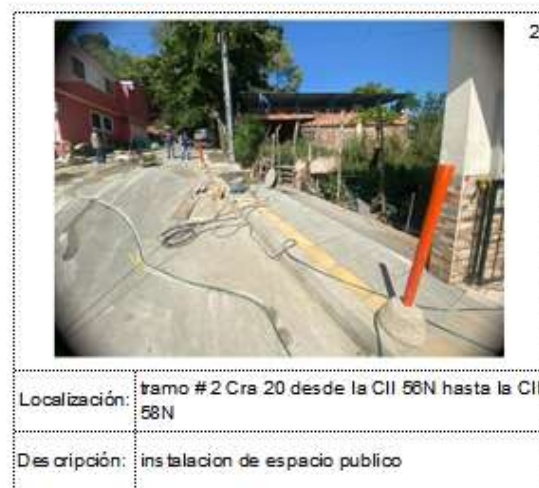 2
Localización: tramo # 2 Cra 20 desde la Cll 56N hasta la Cll
58N
Descripción: instalacion de espacio publico